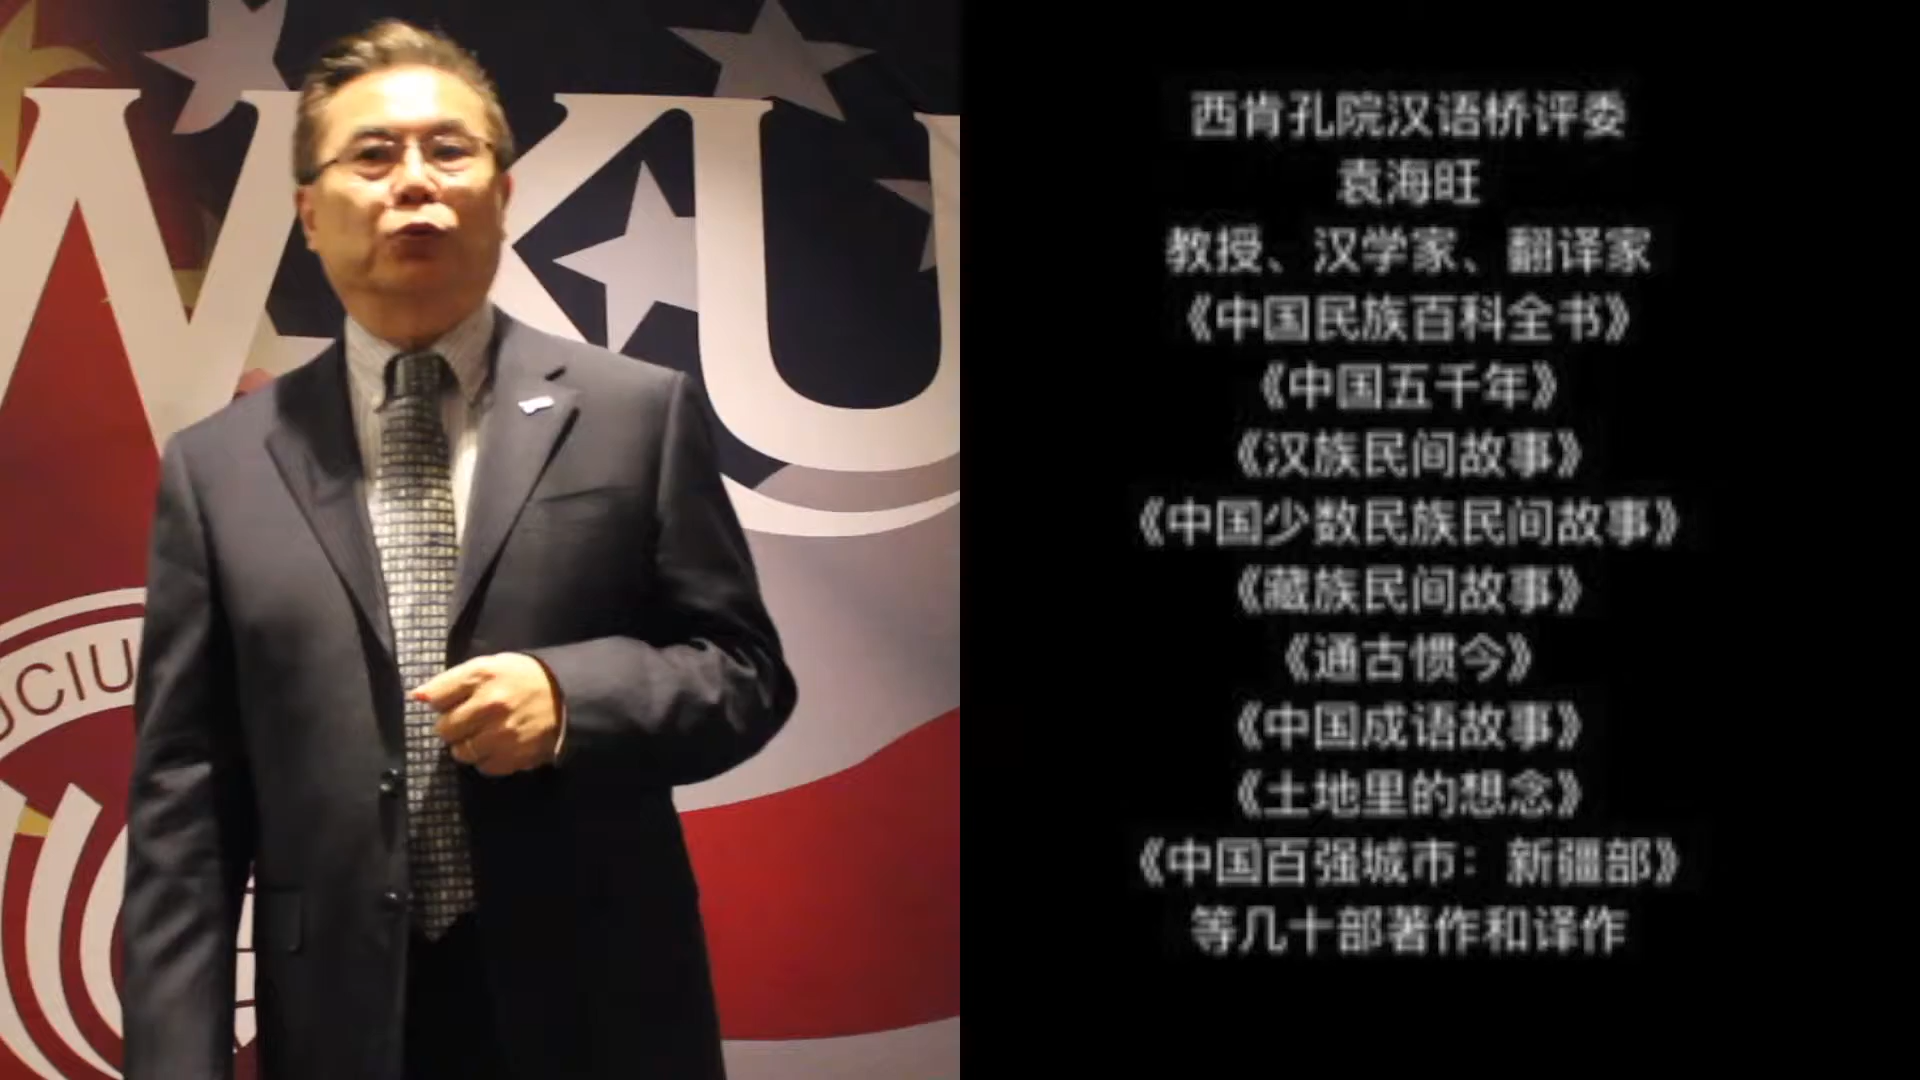 WKU
UCIU
西肯孔院汉语桥评委
袁海旺
教授、汉学家、翻译家
《中国民族百科全书》
《中国五千年》
《汉族民间故事》
《中国少数民族民间故事》
《藏族民间故事》
《通古惯今》
《中国成语故事》
《土地里的想念》
《中国百强城市：新疆部》
等几十部著作和译作